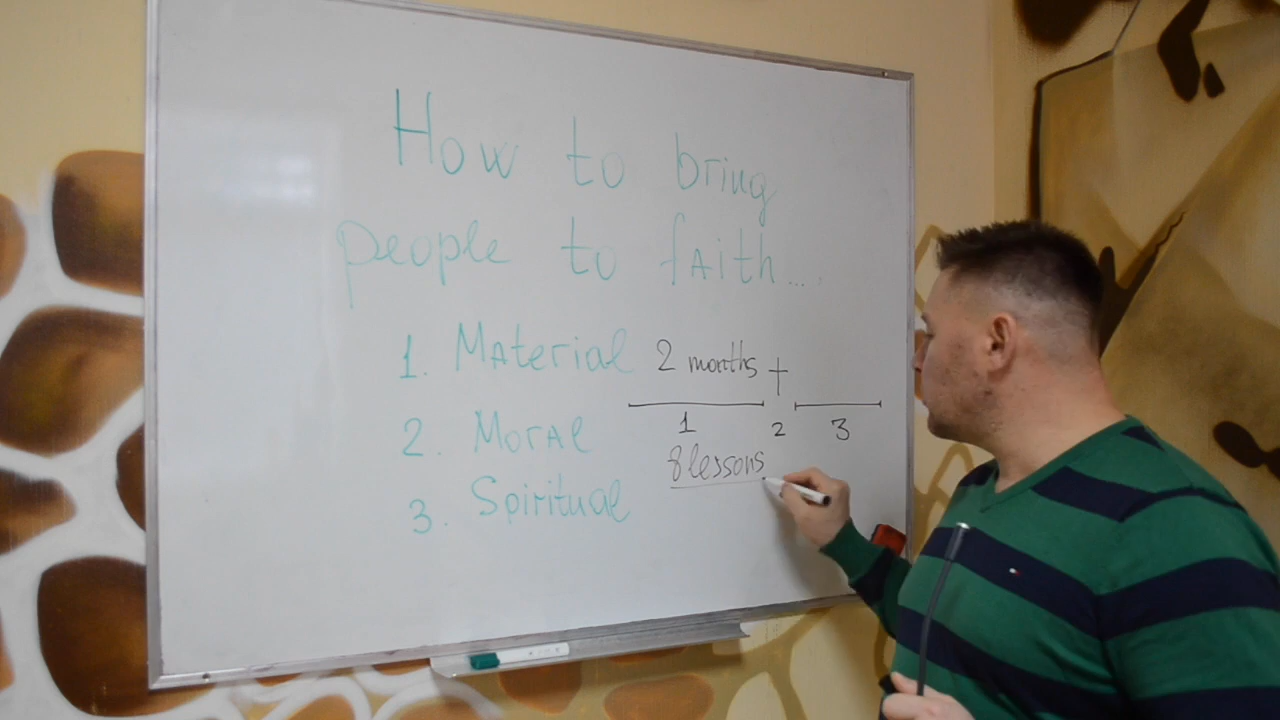 How to bring
people to faith...
1. Material
2 months +
1 2 3
2. Moral
8 lessons
3. Spiritual